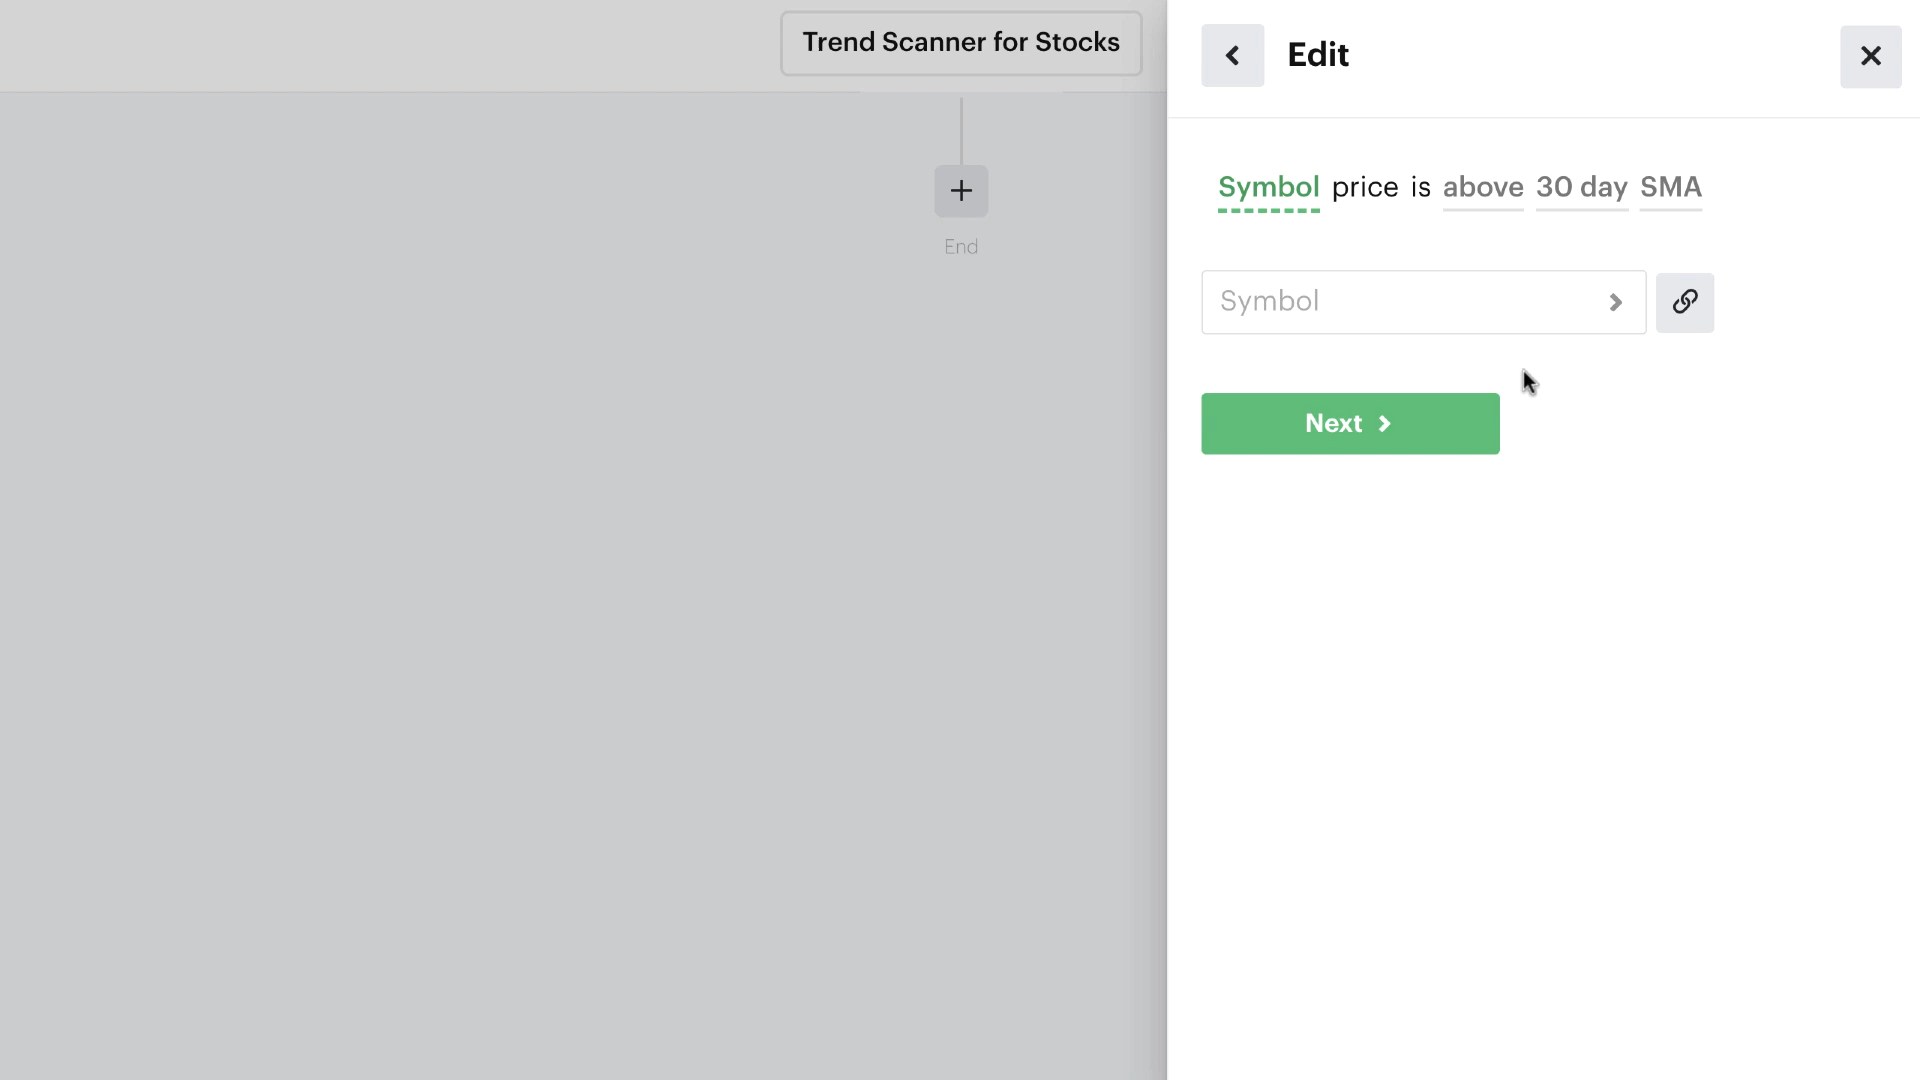 Trend Scanner for Stocks
Edit
Symbol price is above 30 day SMA
End
Symbol
Next